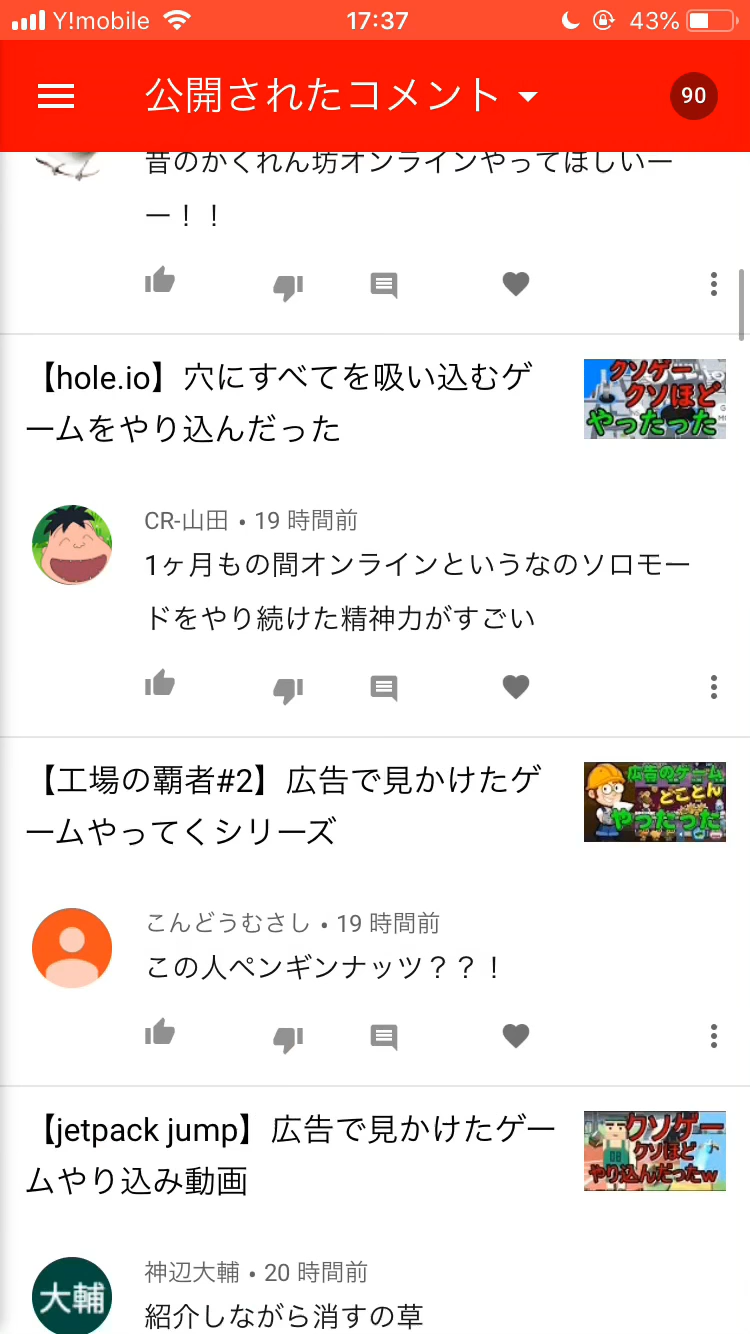 Y!mobile 17:37 43%
公開されたコメント 90
昔のかくれん坊オンラインやってほしいー
ー！！
【hole.io】穴にすべてを吸い込むゲ
ームをやり込んだった
クソゲー
クソほど
やったった
CR-山田 • 19 時間前
1ヶ月もの間オンラインというなのソロモー
ドをやり続けた精神力がすごい
【工場の覇者#2】広告で見かけたゲ
ームやってくシリーズ
広告のゲーム
とことん
やったった
こんどうむさし • 19 時間前
この人ペンギンナッツ？？！
【jetpack jump】広告で見かけたゲー
ムやり込み動画
クソゲー
クソほど
やり込んだったw
大輔
神辺大輔 • 20 時間前
紹介しながら消すの草